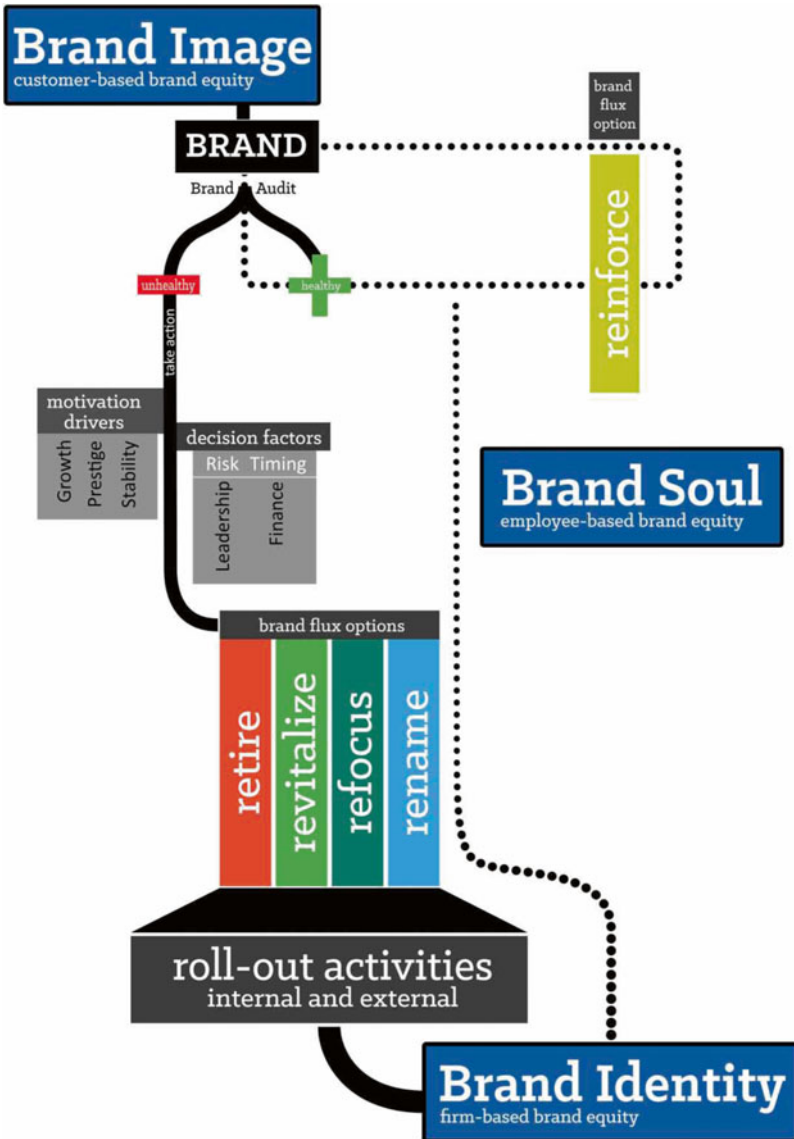 Brand Image
customer-based brand equity
brand
flux
option
BRAND
Brand Audit
reinforce
unhealthy
healthy
take action
motivation
drivers
Growth
Prestige
Stability
decision factors
Risk Timing
Leadership
Finance
Brand Soul
employee-based brand equity
brand flux options
retire
revitalize
refocus
rename
roll-out activities
internal and external
Brand Identity
firm-based brand equity